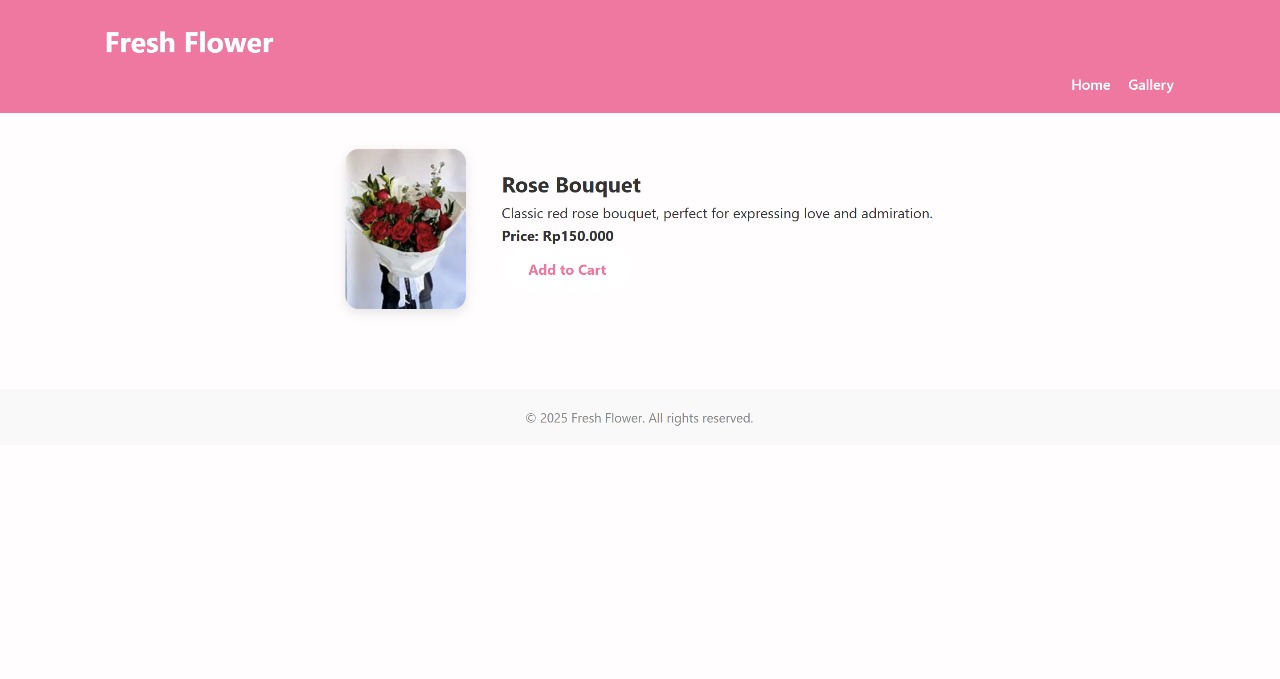 Fresh Flower
Home Gallery
Rose Bouquet
Classic red rose bouquet, perfect for expressing love and admiration.
Price: Rp150.000
Add to Cart
© 2025 Fresh Flower. All rights reserved.